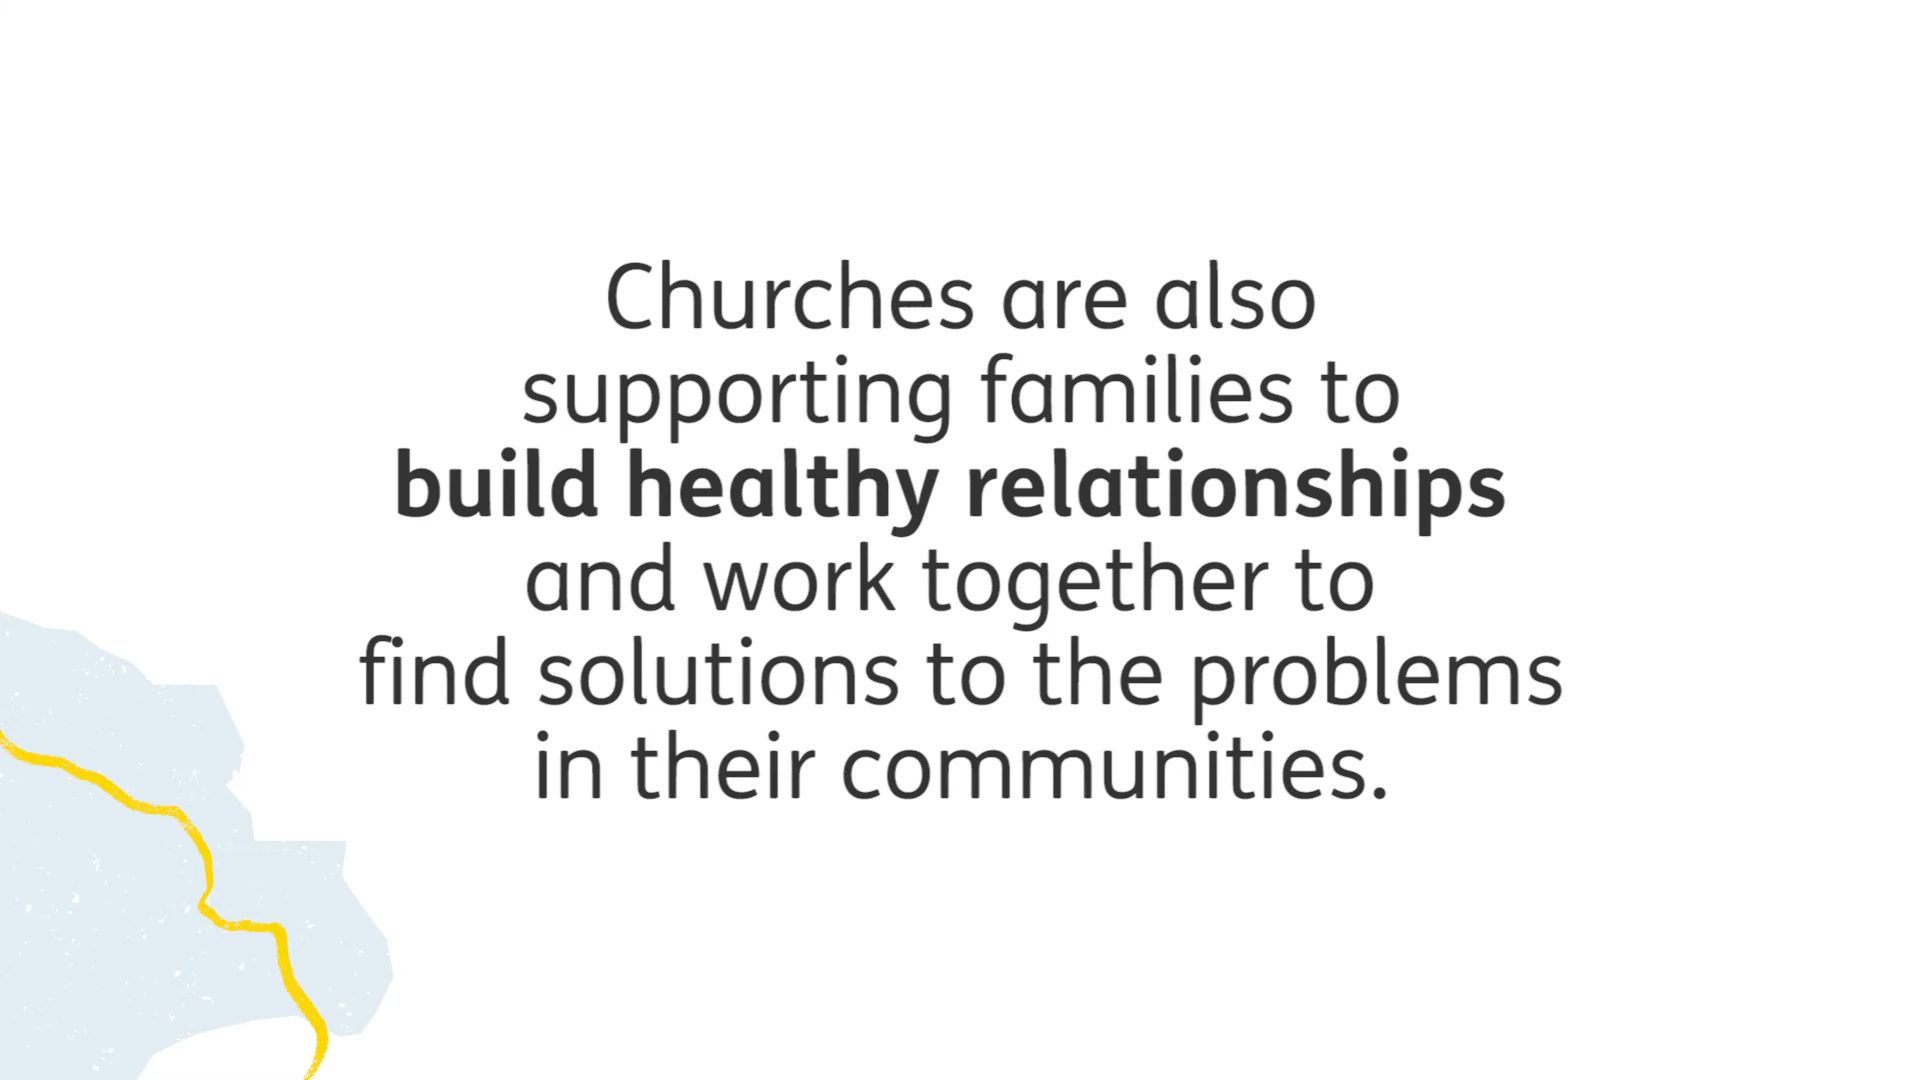 Churches are also
supporting families to
build healthy relationships
and work together to
find solutions to the problems
in their communities.